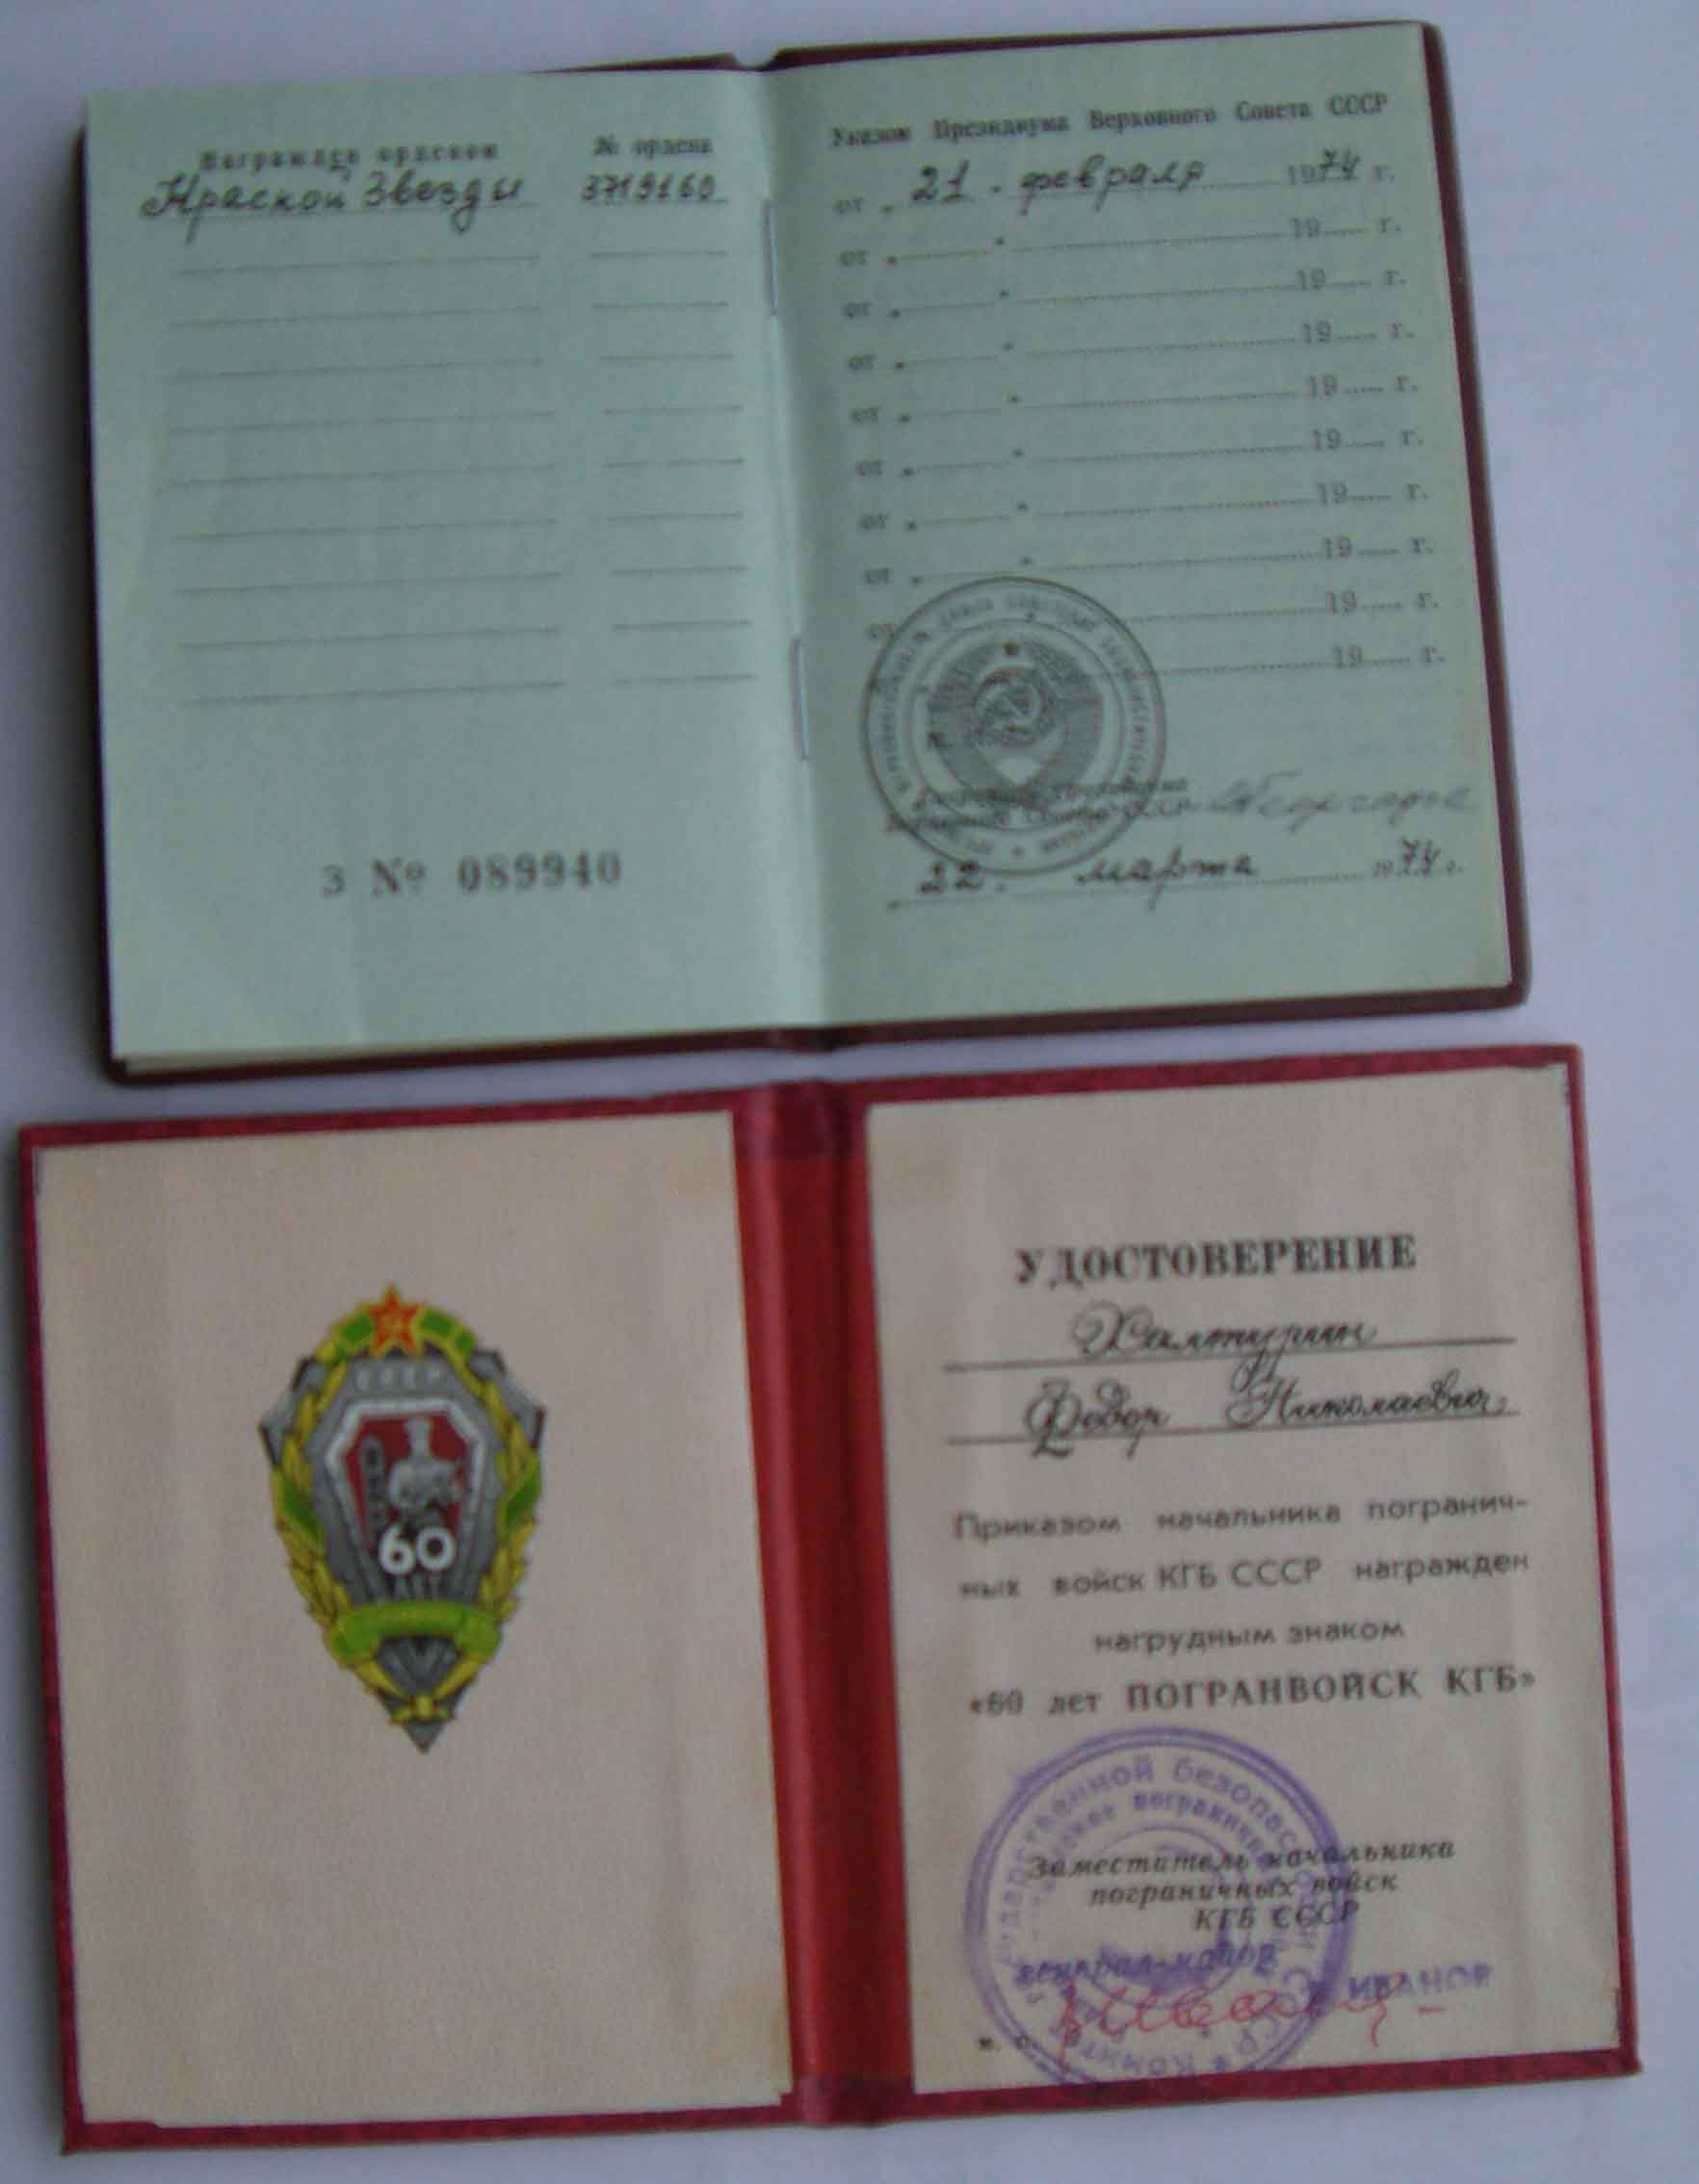 Награжден орденом № ордена
Красной Звезды 3719160
3 № 089940
Указом Президиума Верховного Совета СССР
от 21 февраля 1974 г.
от 19 г.
от 19 г.
от 19 г.
от 19 г.
от 19 г.
от 19 г.
от 19 г.
от 19 г.
19 г.
22 марта 1974 г.
СССР
60
ЛЕТ
УДОСТОВЕРЕНИЕ
Хамтурин
Федор Николаевич
Приказом начальника погранич-
ных войск КГБ СССР награжден
нагрудным знаком
«60 лет ПОГРАНВОЙСК КГБ»
Заместитель начальника
пограничных войск
КГБ СССР
генерал-майор
ИВАНОВ